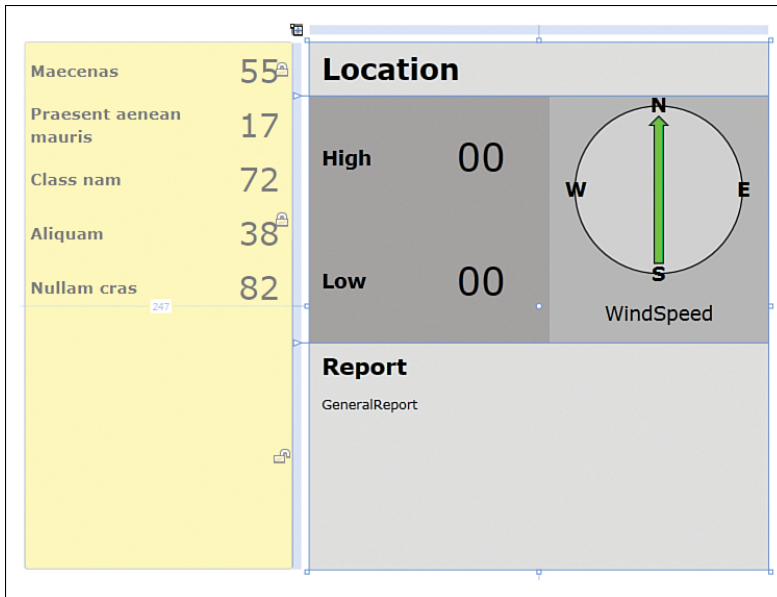 Maecenas 55
Praesent aenean
mauris 17
Class nam 72
Aliquam 38
Nullam cras 82
247
Location
High 00
Low 00
N
W E
S
WindSpeed
Report
GeneralReport